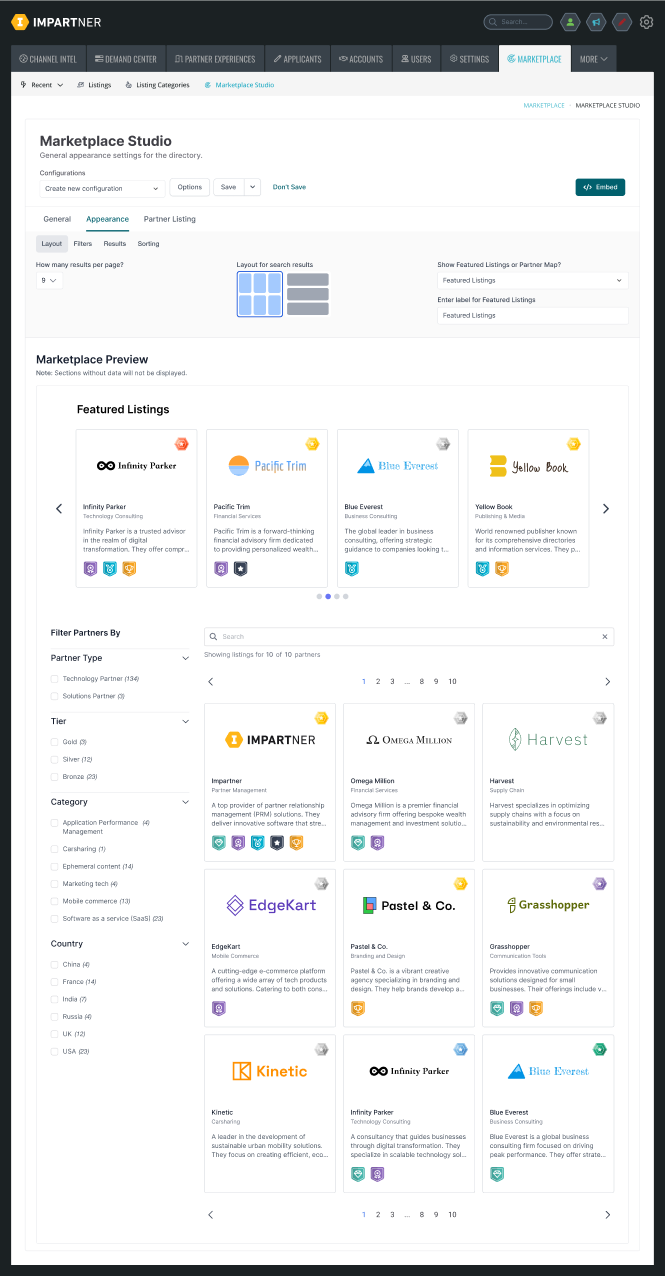 IMPARTNER
Search...
CHANNEL INTEL
DEMAND CENTER
PARTNER EXPERIENCES
APPLICANTS
ACCOUNTS
USERS
SETTINGS
MARKETPLACE
MORE
Recent
Listings
Listing Categories
Marketplace Studio
MARKETPLACE
MARKETPLACE STUDIO
Marketplace Studio
General appearance settings for the directory.
Configurations
Create new configuration
Options
Save
Don't Save
</> Embed
General
Appearance
Partner Listing
Layout
Filters
Results
Sorting
How many results per page?
9
Layout for search results
Show Featured Listings or Partner Map?
Featured Listings
Enter label for Featured Listings
Featured Listings
Marketplace Preview
Note: Sections without data will not be displayed.
Featured Listings
Infinity Parker
Infinity Parker
Technology Consulting
Infinity Parker is a trusted advisor
in the realm of digital
transformation. They offer compr...
Pacific Trim
Pacific Trim
Financial Services
Pacific Trim is a forward-thinking
financial advisory firm dedicated
to providing personalized wealth...
Blue Everest
Blue Everest
Business Consulting
The global leader in business
consulting, offering strategic
guidance to companies looking t...
Yellow Book
Yellow Book
Publishing & Media
World renowned publisher known
for its comprehensive directories
and information services. They p...
Filter Partners By
Partner Type
Technology Partner (134)
Solutions Partner (3)
Tier
Gold (3)
Silver (12)
Bronze (23)
Category
Application Performance (4)
Management
Carsharing (1)
Ephemeral content (14)
Marketing tech (4)
Mobile commerce (13)
Software as a service (SaaS) (23)
Country
China (4)
France (14)
India (7)
Russia (4)
UK (12)
USA (23)
Search
Showing listings for 10 of 10 partners
1 2 3 ... 8 9 10
IMPARTNER
Impartner
Partner Management
A top provider of partner relationship
management (PRM) solutions. They
deliver innovative software that stre...
Omega Million
Omega Million
Financial Services
Omega Million is a premier financial
advisory firm offering bespoke wealth
management and investment solutio...
Harvest
Harvest
Supply Chain
Harvest specializes in optimizing
supply chains with a focus on
sustainability and environmental res...
EdgeKart
EdgeKart
Mobile Commerce
A cutting-edge e-commerce platform
offering a wide array of tech products
and solutions. Catering to both cons...
Pastel & Co.
Pastel & Co.
Branding and Design
Pastel & Co. is a vibrant creative
agency specializing in branding and
design. They help brands develop a...
Grasshopper
Grasshopper
Communication Tools
Provides innovative communication
solutions designed for small
businesses. Their offerings include v...
Kinetic
Kinetic
Carsharing
A leader in the development of
sustainable urban mobility solutions.
They focus on creating efficient, eco...
Infinity Parker
Infinity Parker
Technology Consulting
A consultancy that guides businesses
through digital transformation. They
specialize in scalable technology sol...
Blue Everest
Blue Everest
Business Consulting
Blue Everest is a global business
consulting firm focused on driving
peak performance. They offer strate...
1 2 3 ... 8 9 10